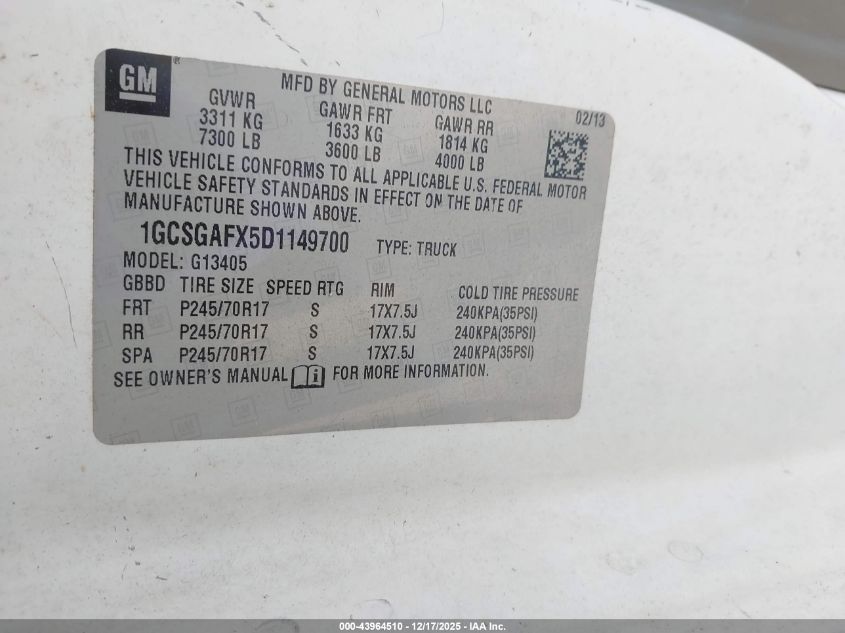 GM
MFD BY GENERAL MOTORS LLC
02/13
GVWR GAWR FRT GAWR RR
3311 KG 1633 KG 1814 KG
7300 LB 3600 LB 4000 LB
THIS VEHICLE CONFORMS TO ALL APPLICABLE U.S. FEDERAL MOTOR
VEHICLE SAFETY STANDARDS IN EFFECT ON THE DATE OF
MANUFACTURE SHOWN ABOVE.
1GCSGAFX5D1149700 TYPE: TRUCK
MODEL: G13405
GBBD TIRE SIZE SPEED RTG RIM COLD TIRE PRESSURE
FRT P245/70R17 S 17X7.5J 240KPA(35PSI)
RR P245/70R17 S 17X7.5J 240KPA(35PSI)
SPA P245/70R17 S 17X7.5J 240KPA(35PSI)
SEE OWNER'S MANUAL i FOR MORE INFORMATION.
000-43964510 - 12/17/2025 - IAA Inc.